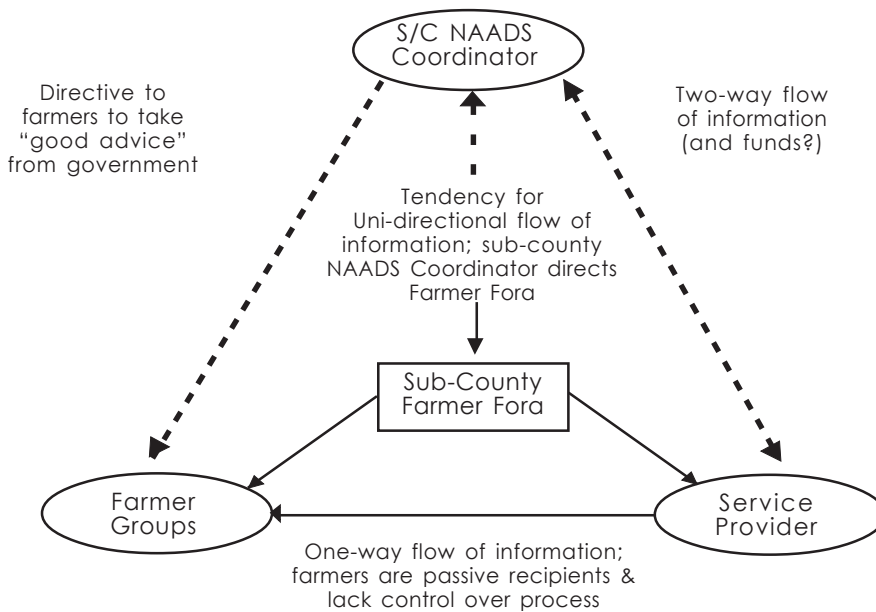 S/C NAADS
Coordinator
Directive to
farmers to take
“good advice”
from government
Two-way flow
of information
(and funds?)
Tendency for
Uni-directional flow of
information; sub-county
NAADS Coordinator directs
Farmer Fora
Sub-County
Farmer Fora
Farmer
Groups
Service
Provider
One-way flow of information;
farmers are passive recipients &
lack control over process